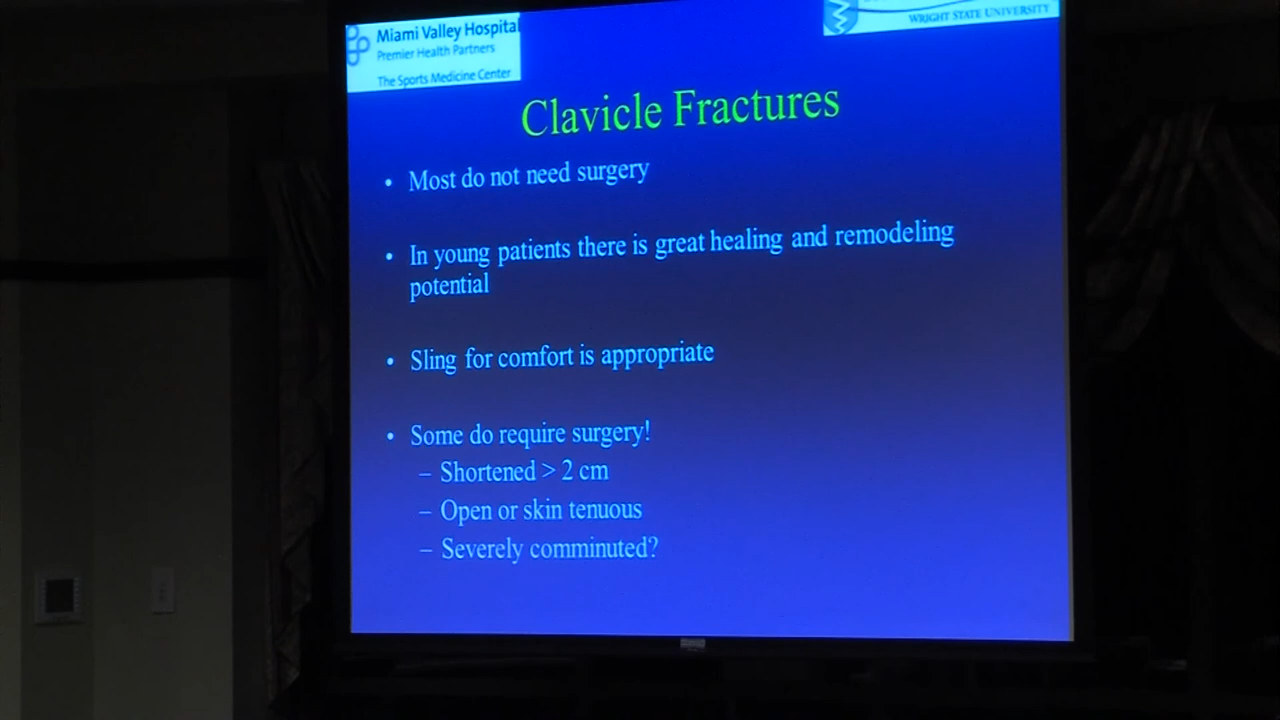 Miami Valley Hospital
Premier Health Partners
The Sports Medicine Center
WRIGHT STATE UNIVERSITY
Clavicle Fractures
• Most do not need surgery
• In young patients there is great healing and remodeling
potential
• Sling for comfort is appropriate
• Some do require surgery!
– Shortened > 2 cm
– Open or skin tenuous
– Severely comminuted?